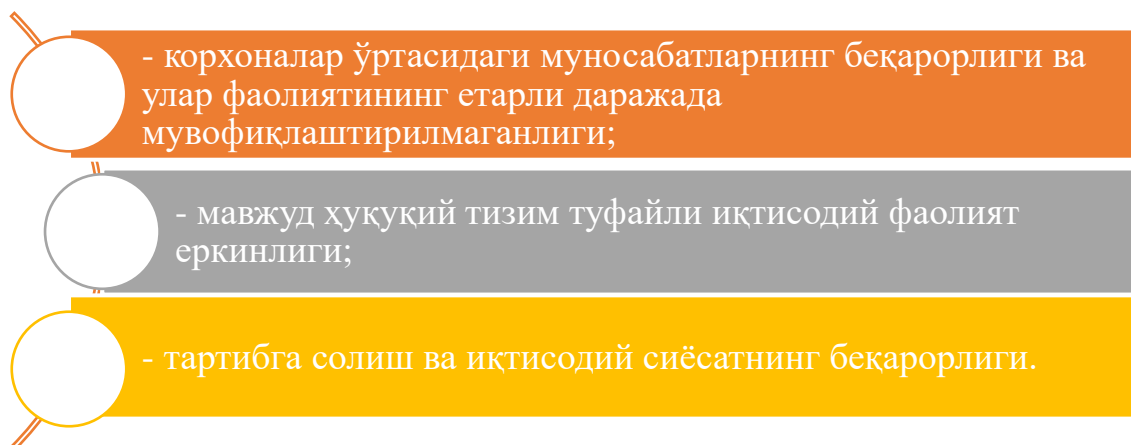 - корхоналар ўртасидаги муносабатларнинг беқарорлиги ва
улар фаолиятининг етарли даражада
мувофиқлаштирилмаганлиги;
- мавжуд ҳуқуқий тизим туфайли иқтисодий фаолият
еркинлиги;
- тартибга солиш ва иқтисодий сиёсатнинг беқарорлиги.